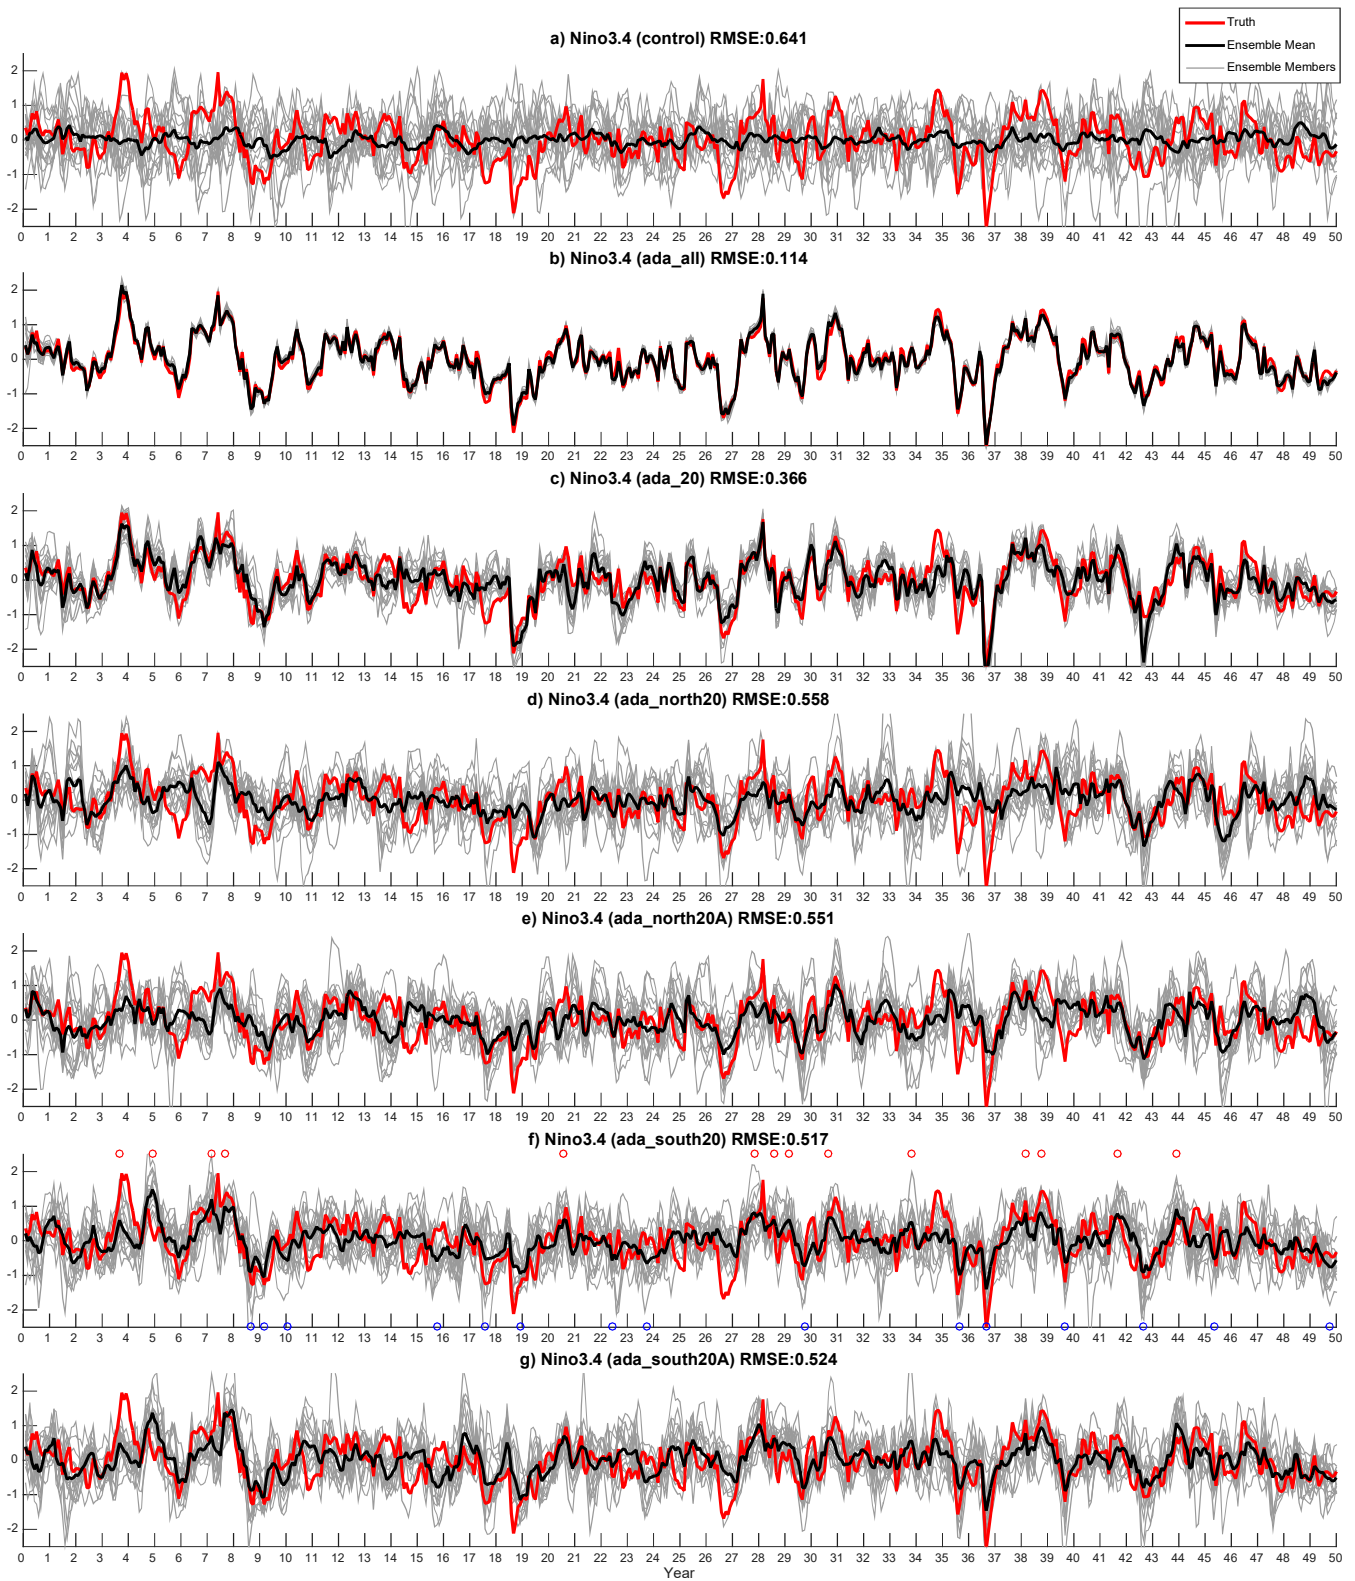 Truth
Ensemble Mean
Ensemble Members
a) Nino3.4 (control) RMSE:0.641
2
1
0
-1
-2
0 1 2 3 4 5 6 7 8 9 10 11 12 13 14 15 16 17 18 19 20 21 22 23 24 25 26 27 28 29 30 31 32 33 34 35 36 37 38 39 40 41 42 43 44 45 46 47 48 49 50
b) Nino3.4 (ada_all) RMSE:0.114
2
1
0
-1
-2
0 1 2 3 4 5 6 7 8 9 10 11 12 13 14 15 16 17 18 19 20 21 22 23 24 25 26 27 28 29 30 31 32 33 34 35 36 37 38 39 40 41 42 43 44 45 46 47 48 49 50
c) Nino3.4 (ada_20) RMSE:0.366
2
1
0
-1
-2
0 1 2 3 4 5 6 7 8 9 10 11 12 13 14 15 16 17 18 19 20 21 22 23 24 25 26 27 28 29 30 31 32 33 34 35 36 37 38 39 40 41 42 43 44 45 46 47 48 49 50
d) Nino3.4 (ada_north20) RMSE:0.558
2
1
0
-1
-2
0 1 2 3 4 5 6 7 8 9 10 11 12 13 14 15 16 17 18 19 20 21 22 23 24 25 26 27 28 29 30 31 32 33 34 35 36 37 38 39 40 41 42 43 44 45 46 47 48 49 50
e) Nino3.4 (ada_north20A) RMSE:0.551
2
1
0
-1
-2
0 1 2 3 4 5 6 7 8 9 10 11 12 13 14 15 16 17 18 19 20 21 22 23 24 25 26 27 28 29 30 31 32 33 34 35 36 37 38 39 40 41 42 43 44 45 46 47 48 49 50
f) Nino3.4 (ada_south20) RMSE:0.517
2
1
0
-1
-2
0 1 2 3 4 5 6 7 8 9 10 11 12 13 14 15 16 17 18 19 20 21 22 23 24 25 26 27 28 29 30 31 32 33 34 35 36 37 38 39 40 41 42 43 44 45 46 47 48 49 50
g) Nino3.4 (ada_south20A) RMSE:0.524
2
1
0
-1
-2
0 1 2 3 4 5 6 7 8 9 10 11 12 13 14 15 16 17 18 19 20 21 22 23 24 25 26 27 28 29 30 31 32 33 34 35 36 37 38 39 40 41 42 43 44 45 46 47 48 49 50
Year